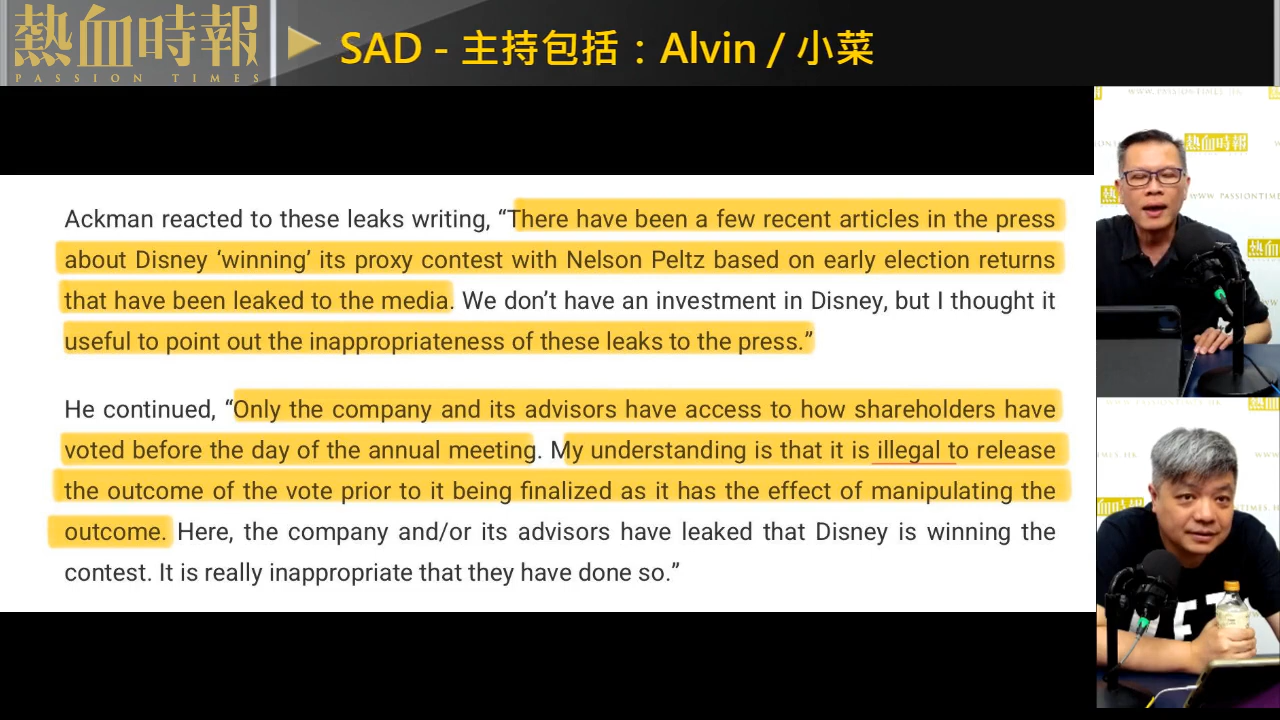 熱血時報
PASSION TIMES
SAD - 主持包括：Alvin / 小菜
Ackman reacted to these leaks writing, “There have been a few recent articles in the press
about Disney ‘winning’ its proxy contest with Nelson Peltz based on early election returns
that have been leaked to the media. We don’t have an investment in Disney, but I thought it
useful to point out the inappropriateness of these leaks to the press.”
He continued, “Only the company and its advisors have access to how shareholders have
voted before the day of the annual meeting. My understanding is that it is illegal to release
the outcome of the vote prior to it being finalized as it has the effect of manipulating the
outcome. Here, the company and/or its advisors have leaked that Disney is winning the
contest. It is really inappropriate that they have done so.”
WWW.PASSIONTIMES.HK
熱血時報
WWW.PASSIONTIMES